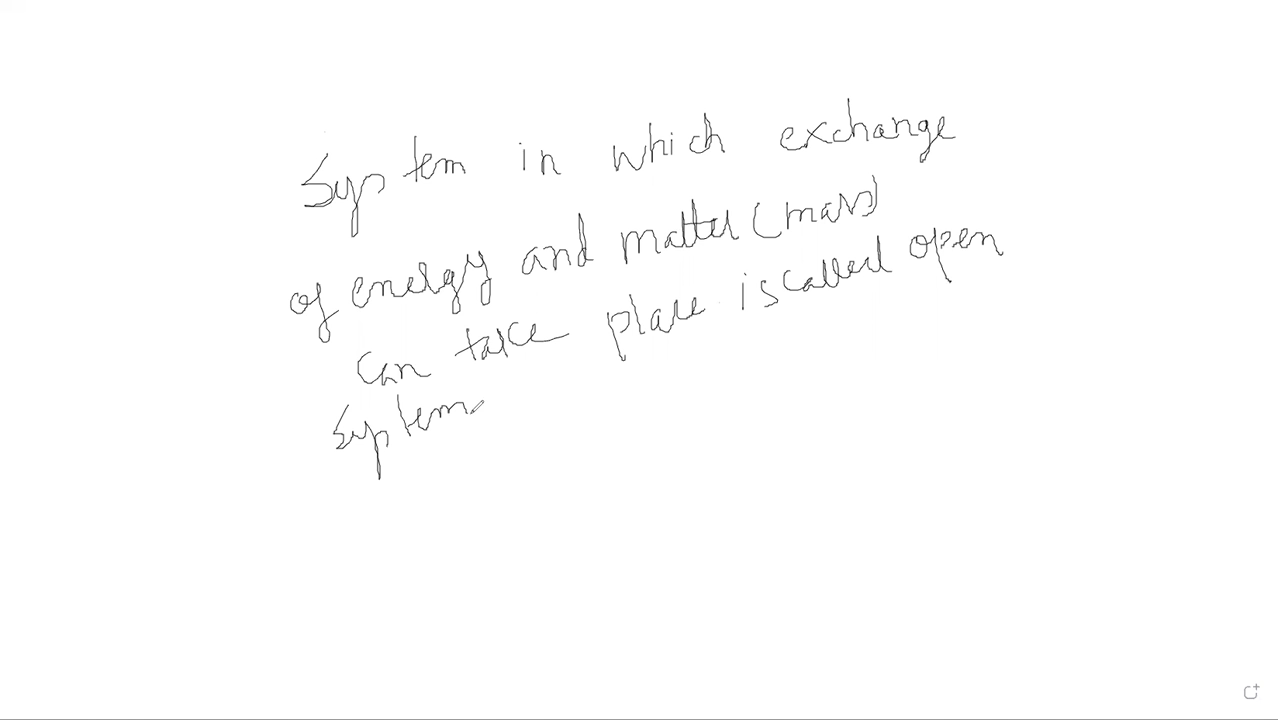 System in which exchange
of energy and matter (mass)
can take place is called open
System.